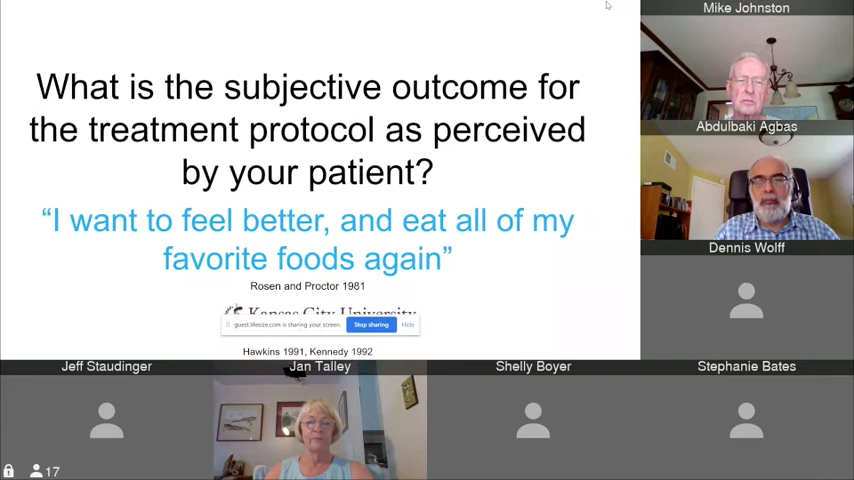 What is the subjective outcome for
the treatment protocol as perceived
by your patient?
“I want to feel better, and eat all of my
favorite foods again”
Rosen and Proctor 1981
Kansas City University
guest.lifesize.com is sharing your screen.
Stop sharing
Hide
Hawkins 1991, Kennedy 1992
Mike Johnston
Abdulbaki Agbas
Dennis Wolff
Jeff Staudinger
Jan Talley
Shelly Boyer
Stephanie Bates
17